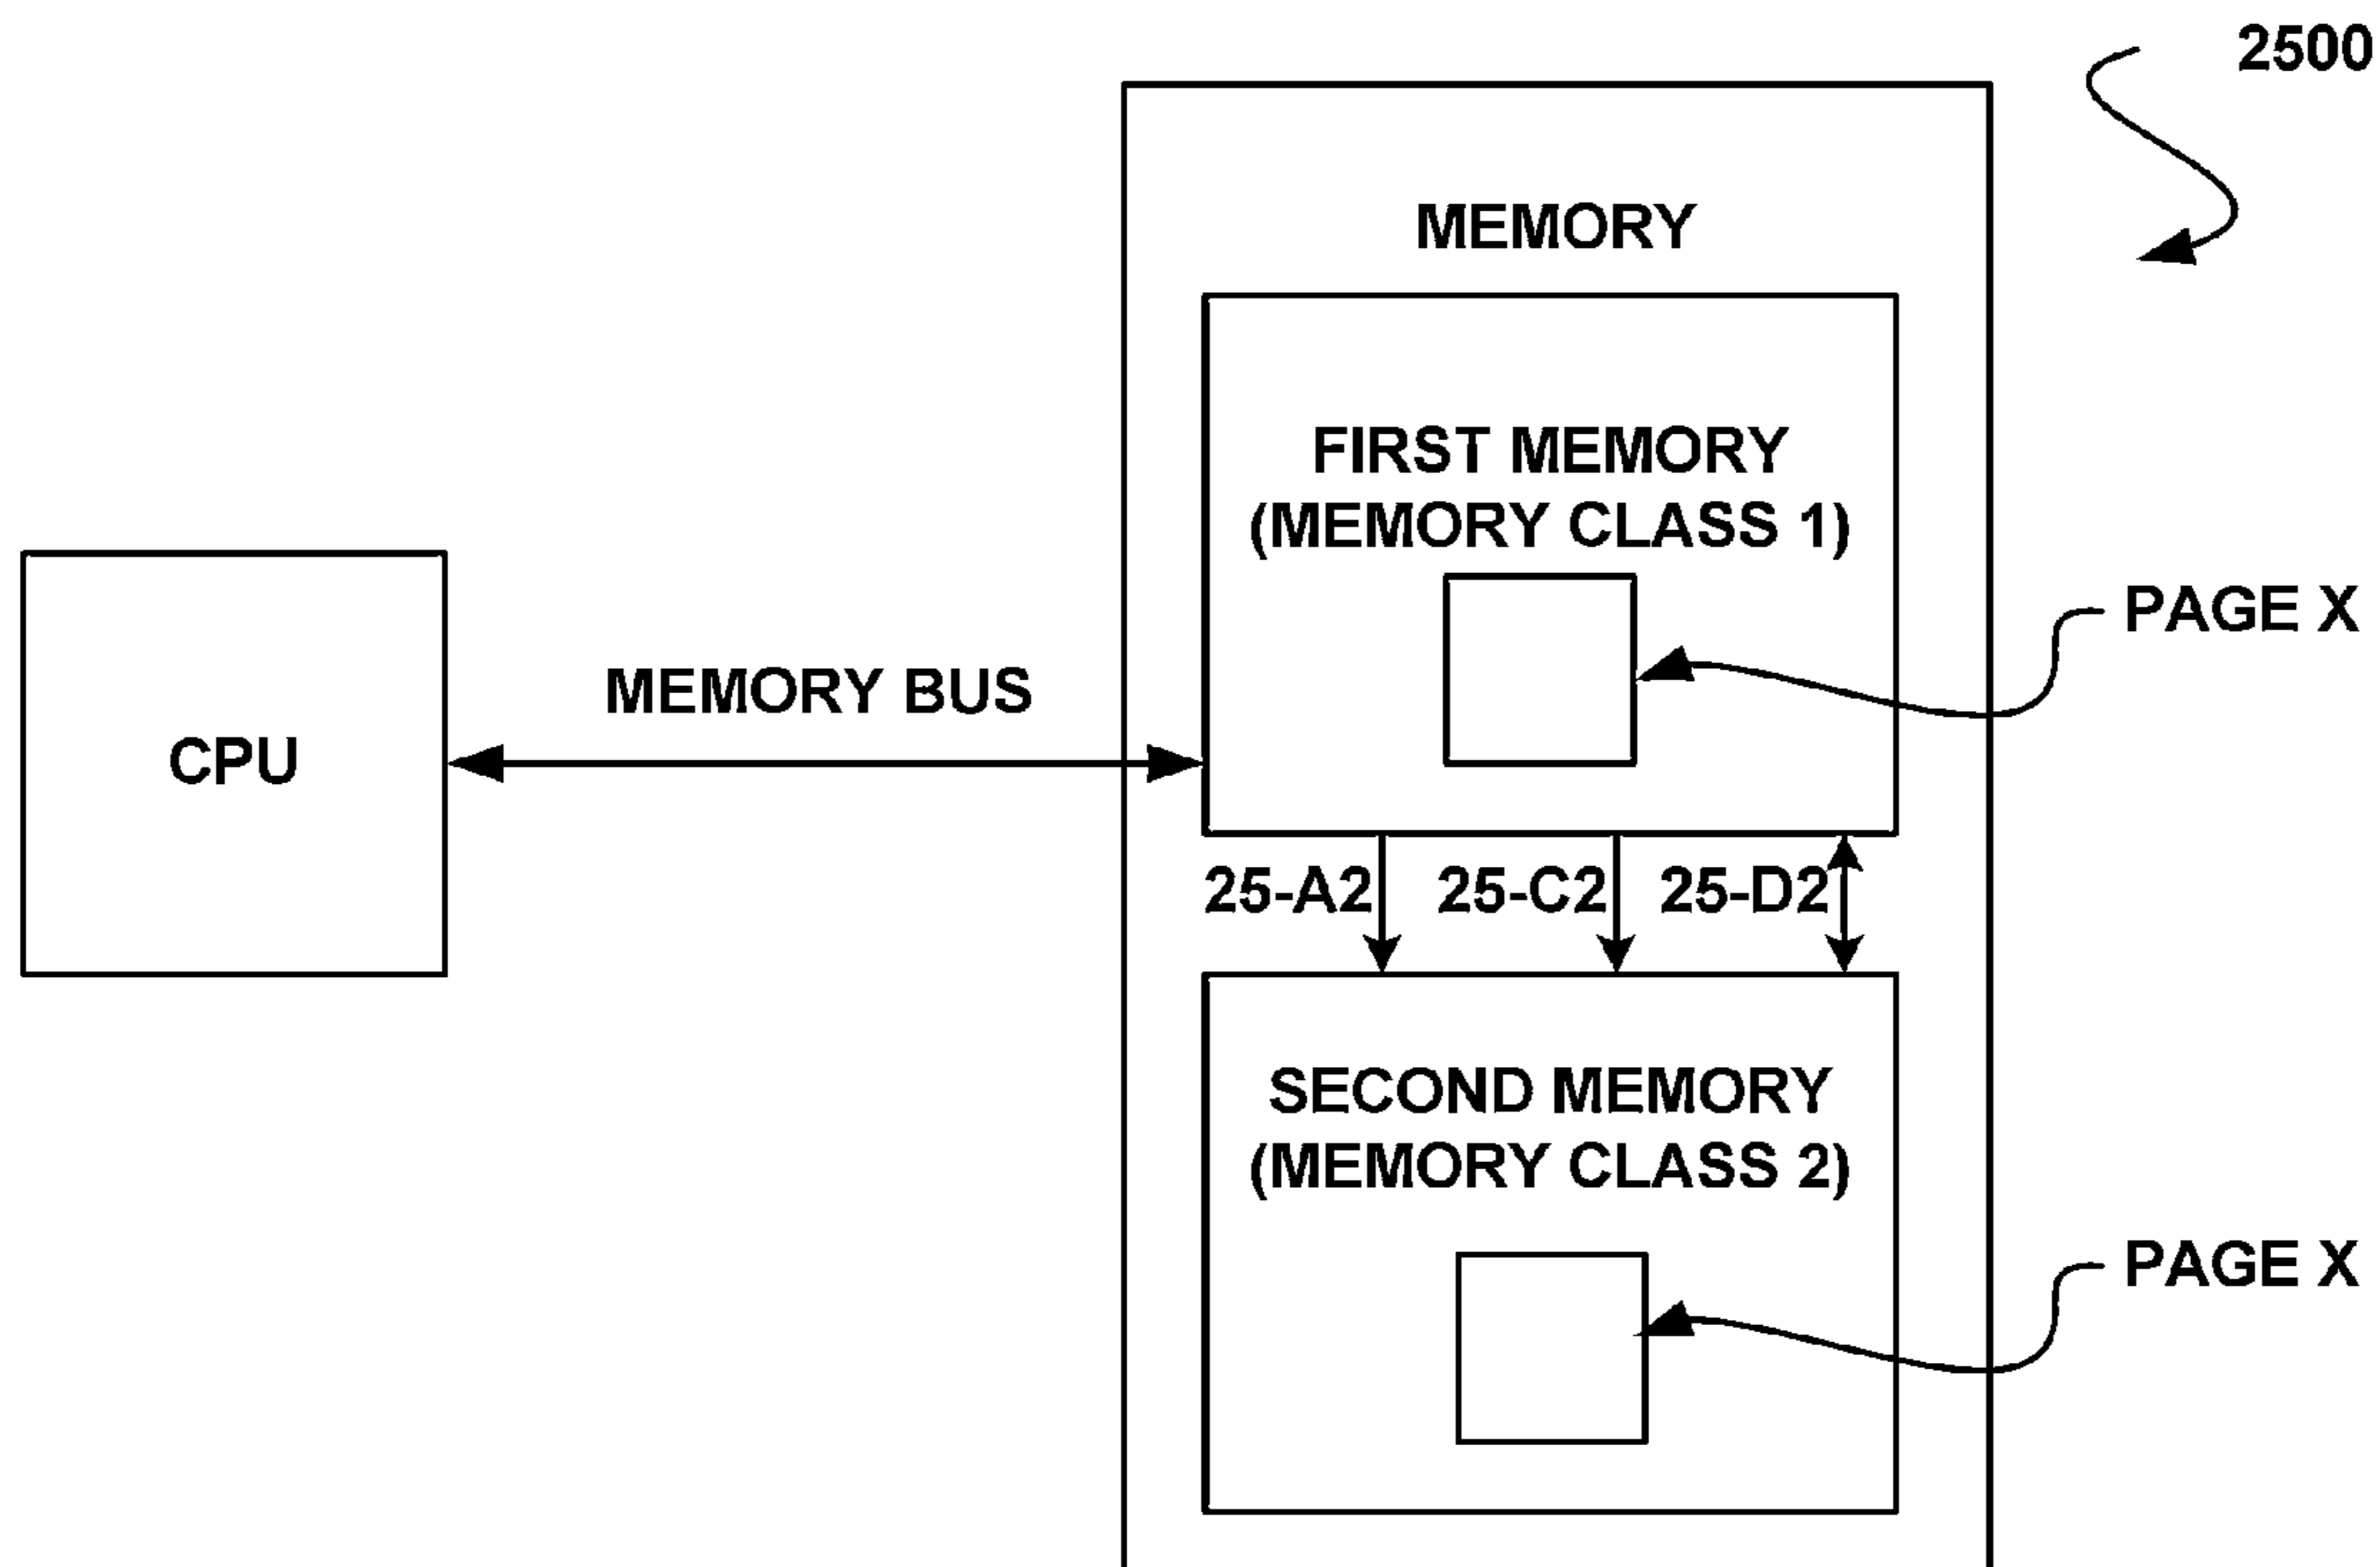 2500
MEMORY
FIRST MEMORY
(MEMORY CLASS 1)
PAGE X
MEMORY BUS
CPU
25-A2
25-C2
25-D2
SECOND MEMORY
(MEMORY CLASS 2)
PAGE X